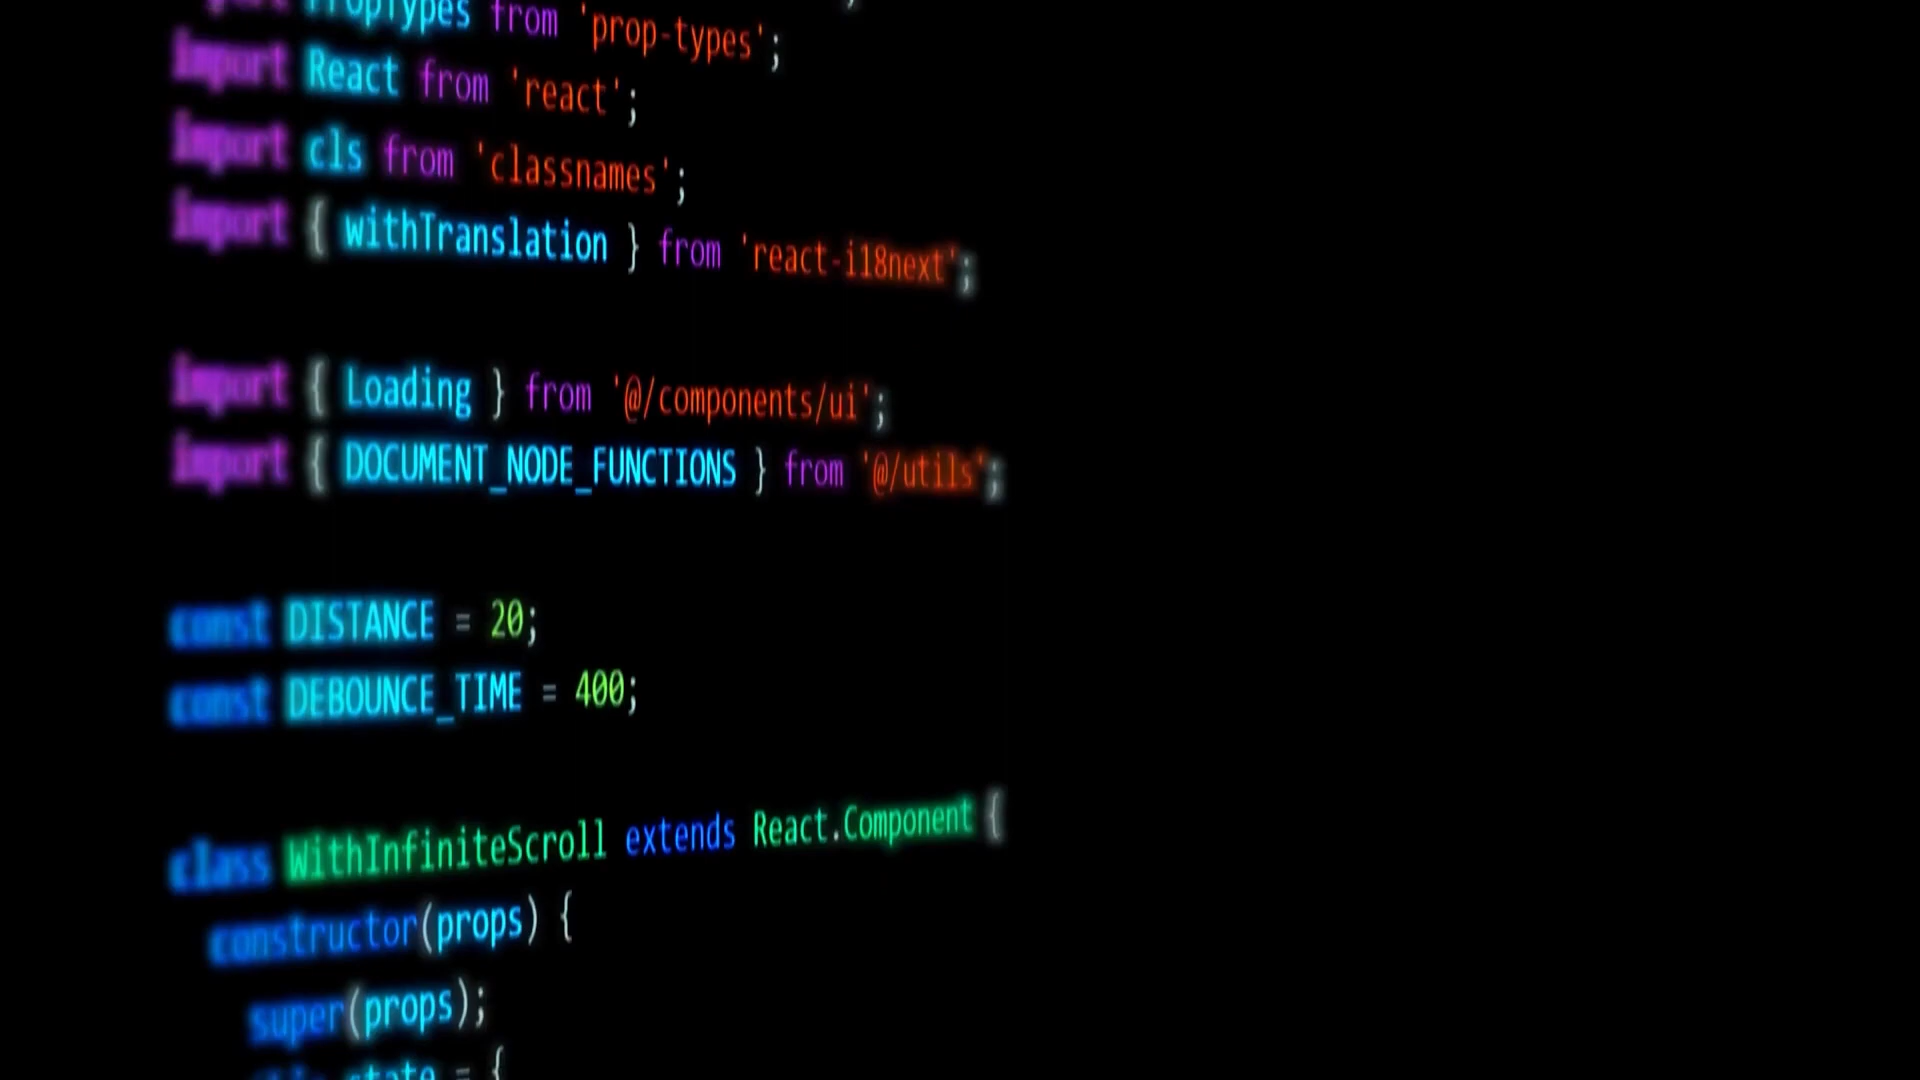 PropTypes from 'prop-types';
import React from 'react';
import cls from 'classnames';
import { withTranslation } from 'react-i18next';
import { Loading } from '@/components/ui';
import { DOCUMENT_NODE_FUNCTIONS } from '@/utils';
const DISTANCE = 20;
const DEBOUNCE_TIME = 400;
class WithInfiniteScroll extends React.Component {
constructor(props) {
super(props);
state = {